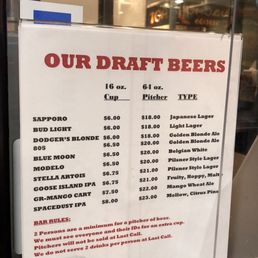 OUR DRAFT BEERS
16 oz. 64 oz.
Cup Pitcher TYPE
SAPPORO $6.00 $18.00 Japanese Lager
BUD LIGHT $6.00 $18.00 Light Lager
DODGER'S BLONDE $6.00 $20.00 Golden Blonde Ale
805 $6.00 $20.00 Golden Blonde Ale
BLUE MOON $6.00 $20.00 Belgian White
MODELO $6.00 $20.00 Pilsner Style Lager
STELLA ARTOIS $6.75 $21.00 Pilsner Style Lager
GOOSE ISLAND IPA $6.75 $21.00 Fruity, Hoppy, Malt
GR-MANGO CART $7.50 $22.00 Mango Wheat Ale
SPACEDUST IPA $8.00 $23.00 Mellow, Citrus Pine
BAR RULES:
2 Persons are a minimum for a pitcher of beer.
We must see everyone and their IDs for an extra cup.
Pitchers will not be sold at Last Call.
We do not serve 2 drinks per person at Last Call.